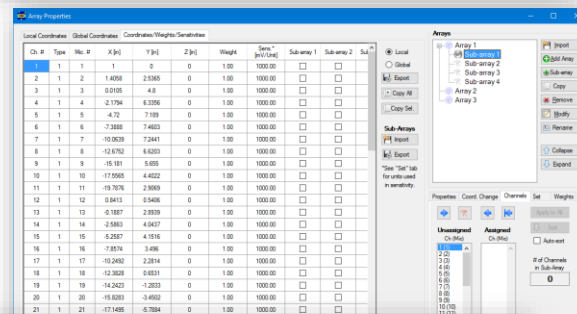 Array Properties
Local Coordinates Global Coordinates Coordinates/Weights/Sensitivities
Ch. # Type Mic. # X [in] Y [in] Z [in] Weight Sens.* [mV/Unit] Sub-array 1 Sub-array 2
1 1 1 1 0 0 1.00 1000.00
2 1 2 1.4058 2.5365 0 1.00 1000.00
3 1 3 0.0105 4.8 0 1.00 1000.00
4 1 4 -2.1794 6.3356 0 1.00 1000.00
5 1 5 -4.72 7.189 0 1.00 1000.00
6 1 6 -7.3888 7.4603 0 1.00 1000.00
7 1 7 -10.0639 7.2441 0 1.00 1000.00
8 1 8 -12.6752 6.6203 0 1.00 1000.00
9 1 9 -15.181 5.655 0 1.00 1000.00
10 1 10 -17.5565 4.4022 0 1.00 1000.00
11 1 11 -19.7876 2.9069 0 1.00 1000.00
12 1 12 0.8413 0.5406 0 1.00 1000.00
13 1 13 -0.1887 2.8939 0 1.00 1000.00
14 1 14 -2.5863 4.0437 0 1.00 1000.00
15 1 15 -5.2587 4.1516 0 1.00 1000.00
16 1 16 -7.8574 3.496 0 1.00 1000.00
17 1 17 -10.2492 2.2814 0 1.00 1000.00
18 1 18 -12.3828 0.6931 0 1.00 1000.00
19 1 19 -14.2423 -1.2833 0 1.00 1000.00
20 1 20 -15.8283 -3.4502 0 1.00 1000.00
21 1 21 -17.1495 -5.7884 0 1.00 1000.00
Local
Global
Export
Copy All
Copy Sel.
Sub-Arrays
Import
Export
*See "Set" tab
for units used
in sensitivity.
Arrays
Array 1
Sub-array 1
Sub-array 2
Sub-array 3
Sub-array 4
Array 2
Array 3
Import
Add Array
Sub-array
Copy
Remove
Modify
Rename
Collapse
Expand
Properties Coord. Change Channels Set Weights
Apply to All
Sort
Auto-sort
Unassigned Assigned
Ch (Mic) Ch (Mic)
1 (1)
2 (2)
3 (3)
4 (4)
5 (5)
6 (6)
7 (7)
8 (8)
9 (9)
10 (10)
11 (11)
# of Channels
in Sub-Array
0